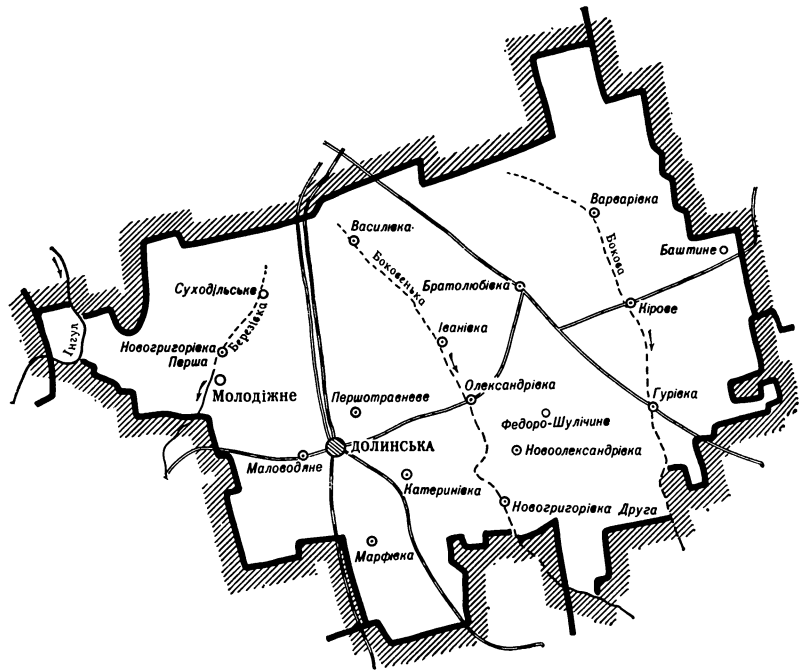 Варварівка
Василівка
Баштине
Боковенька
Бокова
Братолюбівка
Суходільське
Кірове
Інгул
Березівка
Іванівка
Новогригорівка
Перша
Молодіжне
Олександрівка
Гурівка
Першотравневе
Федоро-Шулічине
ДОЛИНСЬКА
Новоолександрівка
Маловодяне
Катеринівка
Новогригорівка Друга
Марфівка